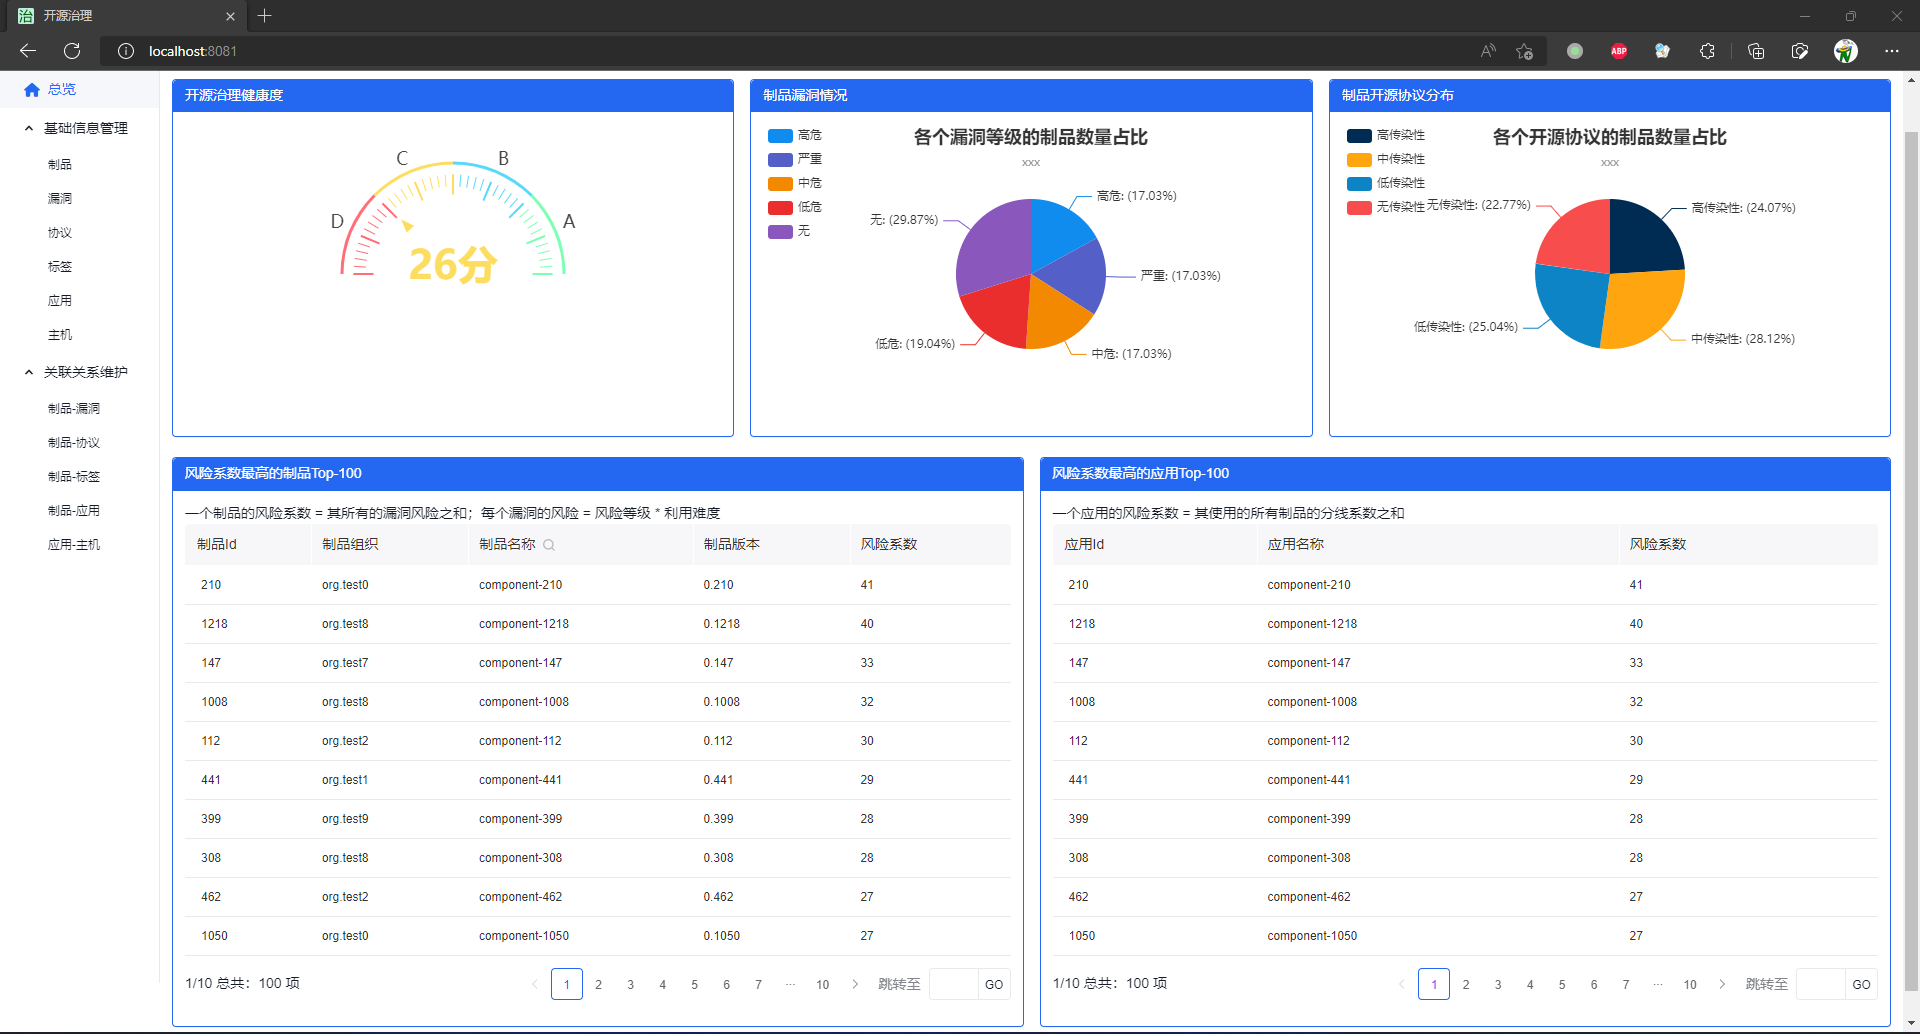 开源治理
localhost:8081
总览
基础信息管理
制品
漏洞
协议
标签
应用
主机
关联关系维护
制品-漏洞
制品-协议
制品-标签
制品-应用
应用-主机
开源治理健康度
D
C
B
A
26分
制品漏洞情况
高危
严重
中危
低危
无
各个漏洞等级的制品数量占比
xxx
高危: (17.03%)
无: (29.87%)
严重: (17.03%)
低危: (19.04%)
中危: (17.03%)
制品开源协议分布
高传染性
中传染性
低传染性
无传染性
各个开源协议的制品数量占比
xxx
无传染性: (22.77%)
高传染性: (24.07%)
低传染性: (25.04%)
中传染性: (28.12%)
风险系数最高的制品Top-100
一个制品的风险系数 = 其所有的漏洞风险之和；每个漏洞的风险 = 风险等级 * 利用难度
制品Id 制品组织 制品名称 制品版本 风险系数
210 org.test0 component-210 0.210 41
1218 org.test8 component-1218 0.1218 40
147 org.test7 component-147 0.147 33
1008 org.test8 component-1008 0.1008 32
112 org.test2 component-112 0.112 30
441 org.test1 component-441 0.441 29
399 org.test9 component-399 0.399 28
308 org.test8 component-308 0.308 28
462 org.test2 component-462 0.462 27
1050 org.test0 component-1050 0.1050 27
1/10 总共： 100 项 1 2 3 4 5 6 7 ··· 10 跳转至 GO
风险系数最高的应用Top-100
一个应用的风险系数 = 其使用的所有制品的分线系数之和
应用Id 应用名称 风险系数
210 component-210 41
1218 component-1218 40
147 component-147 33
1008 component-1008 32
112 component-112 30
441 component-441 29
399 component-399 28
308 component-308 28
462 component-462 27
1050 component-1050 27
1/10 总共： 100 项 1 2 3 4 5 6 7 ··· 10 跳转至 GO